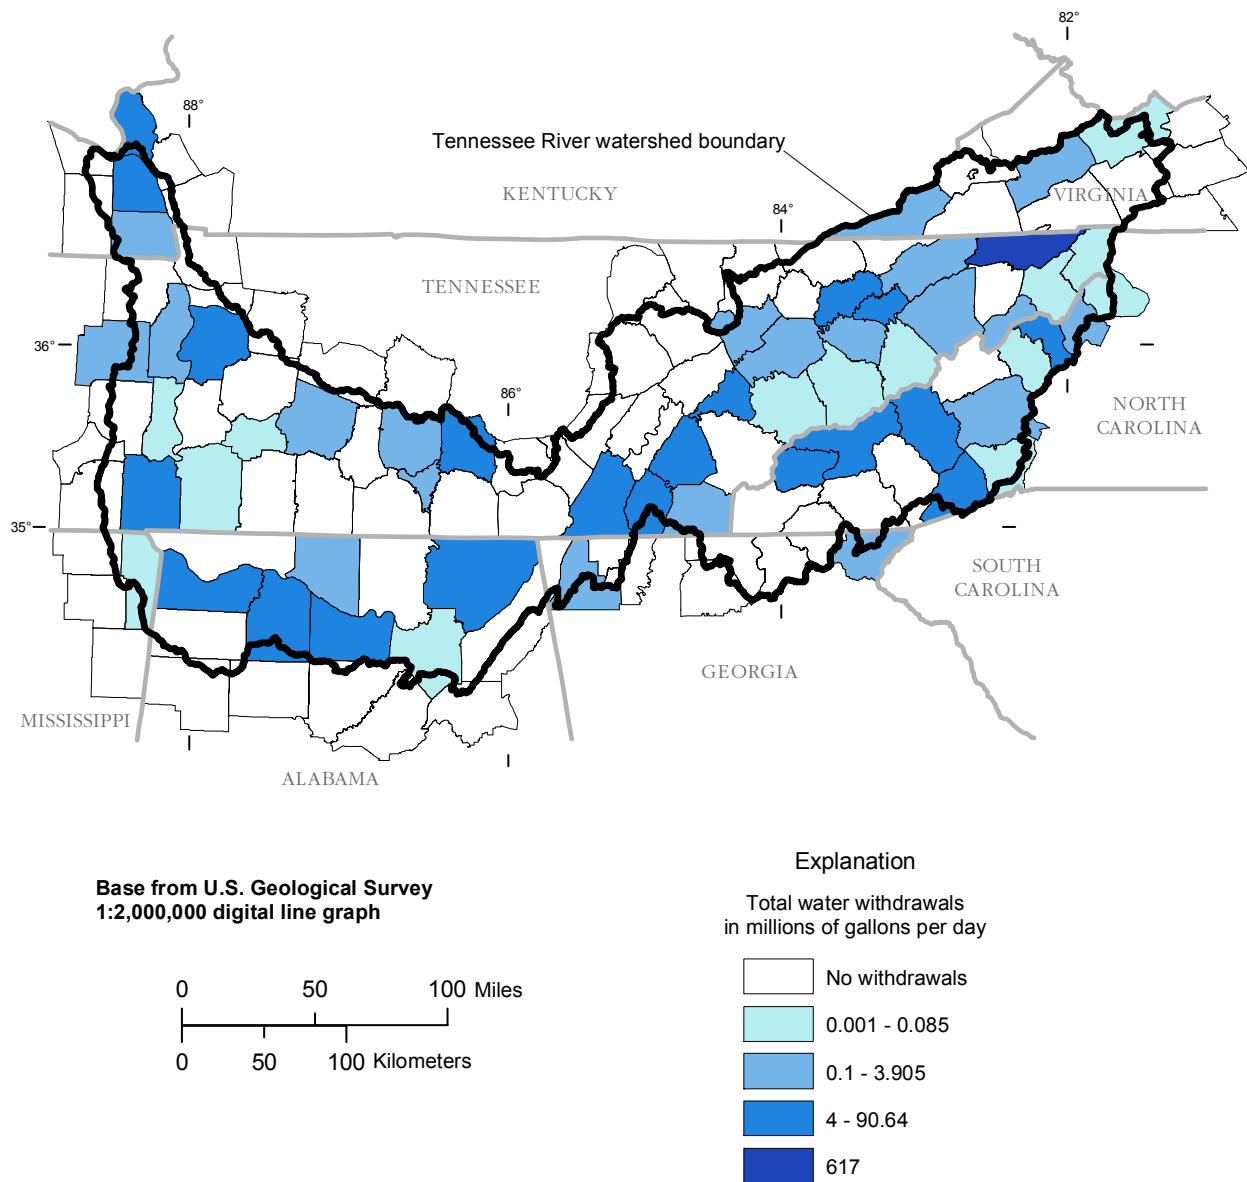 82°
88°
Tennessee River watershed boundary
KENTUCKY
VIRGINIA
84°
TENNESSEE
36°
86°
NORTH
CAROLINA
35°
SOUTH
CAROLINA
GEORGIA
MISSISSIPPI
ALABAMA
Explanation
Base from U.S. Geological Survey
1:2,000,000 digital line graph
Total water withdrawals
in millions of gallons per day
No withdrawals
0 50 100 Miles
0.001 - 0.085
0 50 100 Kilometers
0.1 - 3.905
4 - 90.64
617